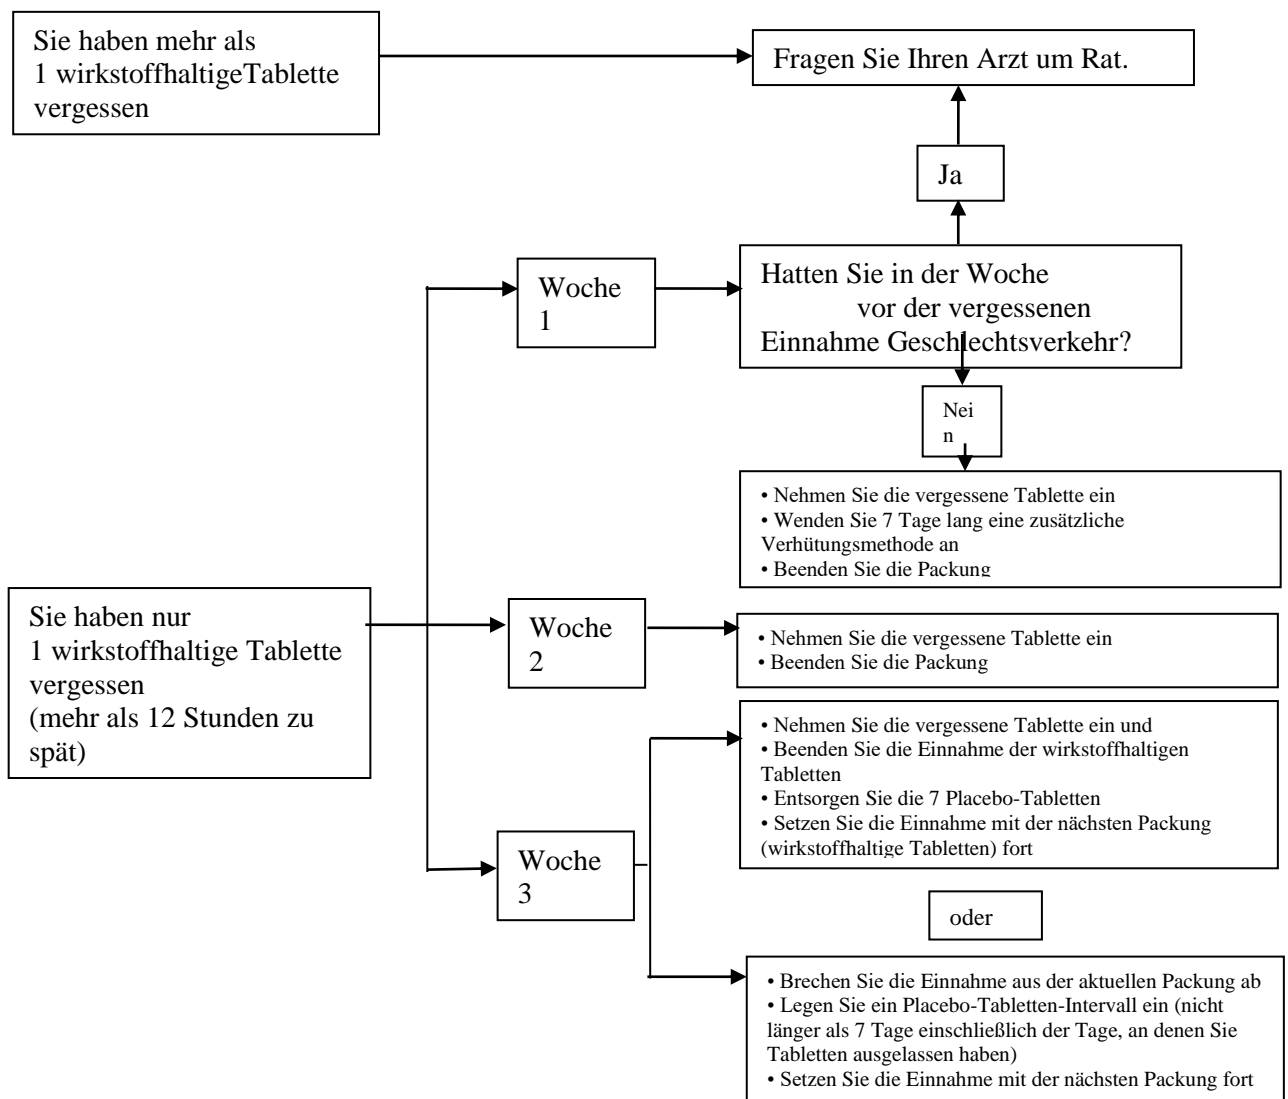 Sie haben mehr als
1 wirkstoffhaltigeTablette
vergessen
Fragen Sie Ihren Arzt um Rat.
Ja
Woche
1
Hatten Sie in der Woche
vor der vergessenen
Einnahme Geschlechtsverkehr?
Nei
n
• Nehmen Sie die vergessene Tablette ein
• Wenden Sie 7 Tage lang eine zusätzliche
Verhütungsmethode an
• Beenden Sie die Packung
Sie haben nur
1 wirkstoffhaltige Tablette
vergessen
(mehr als 12 Stunden zu
spät)
Woche
2
• Nehmen Sie die vergessene Tablette ein
• Beenden Sie die Packung
Woche
3
• Nehmen Sie die vergessene Tablette ein und
• Beenden Sie die Einnahme der wirkstoffhaltigen
Tabletten
• Entsorgen Sie die 7 Placebo-Tabletten
• Setzen Sie die Einnahme mit der nächsten Packung
(wirkstoffhaltige Tabletten) fort
oder
• Brechen Sie die Einnahme aus der aktuellen Packung ab
• Legen Sie ein Placebo-Tabletten-Intervall ein (nicht
länger als 7 Tage einschließlich der Tage, an denen Sie
Tabletten ausgelassen haben)
• Setzen Sie die Einnahme mit der nächsten Packung fort